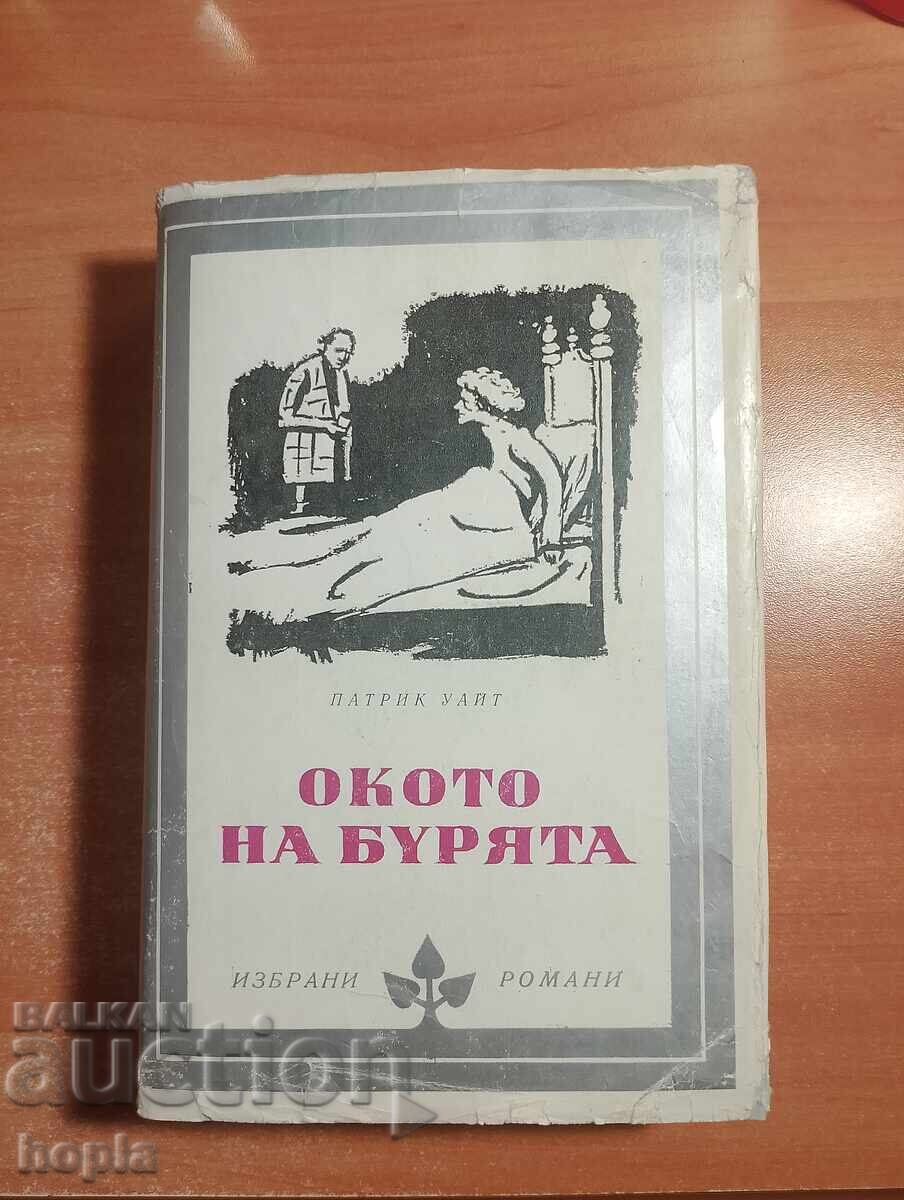 ПАТРИК УАЙТ
ОКОТО
НА БУРЯТА
ИЗБРАНИ РОМАНИ
BALKAN
auction
hopla